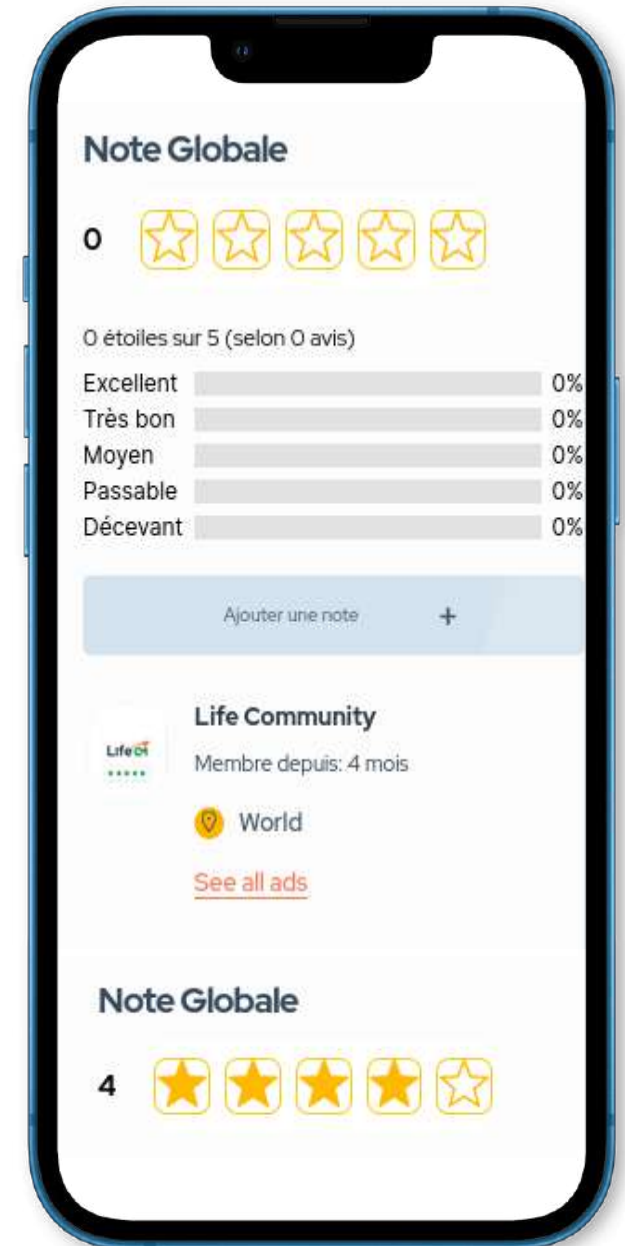 Note Globale
0
0 étoiles sur 5 (selon 0 avis)
Excellent 0%
Très bon 0%
Moyen 0%
Passable 0%
Décevant 0%
Ajouter une note +
Life Community
Life
Membre depuis: 4 mois
World
See all ads
Note Globale
4